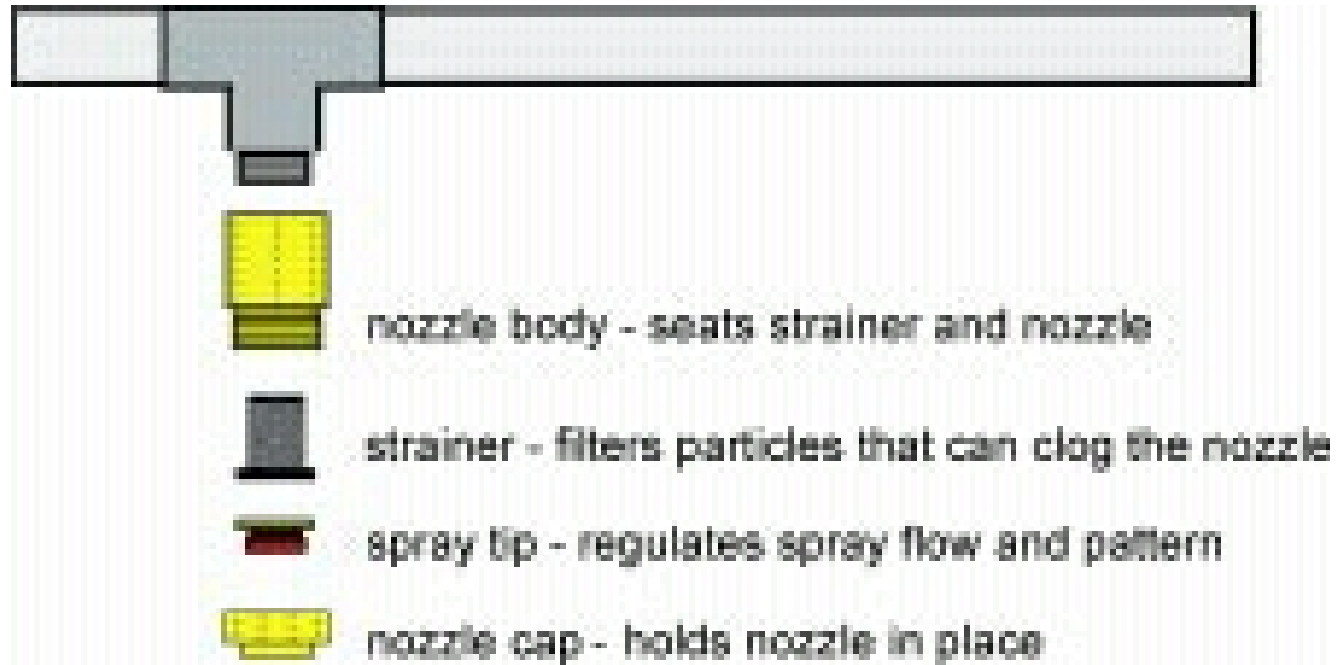 nozzle body - seats strainer and nozzle
strainer - filters particles that can clog the nozzle
spray tip - regulates spray flow and pattern
nozzle cap - holds nozzle in place